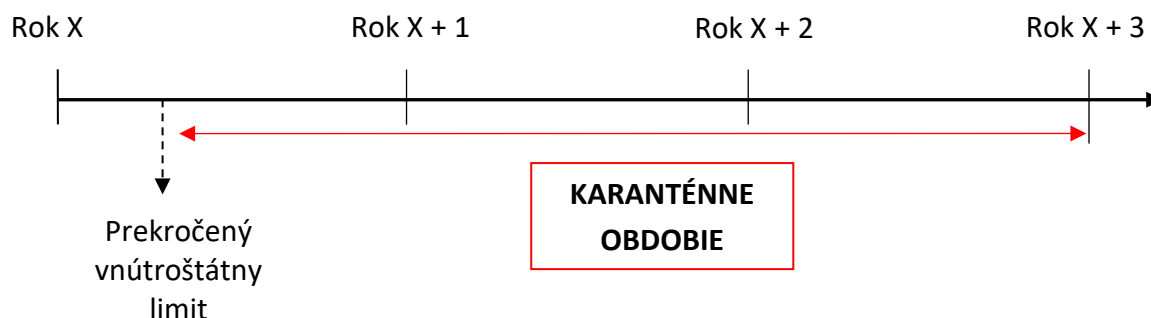 Rok X
Rok X + 1
Rok X + 2
Rok X + 3
KARANTÉNNE
OBDOBIE
Prekročený
vnútroštátny
limit